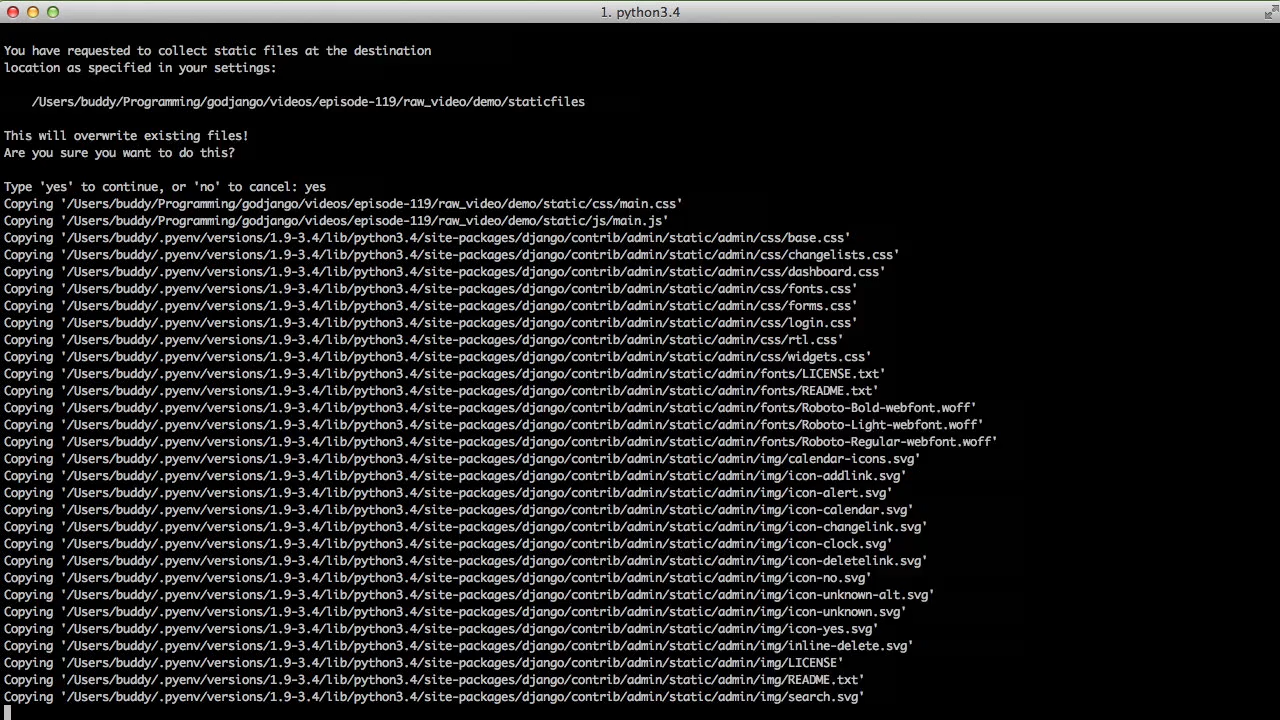 1. python3.4
You have requested to collect static files at the destination
location as specified in your settings:
/Users/buddy/Programming/godjango/videos/episode-119/raw_video/demo/staticfiles
This will overwrite existing files!
Are you sure you want to do this?
Type 'yes' to continue, or 'no' to cancel: yes
Copying '/Users/buddy/Programming/godjango/videos/episode-119/raw_video/demo/static/css/main.css'
Copying '/Users/buddy/Programming/godjango/videos/episode-119/raw_video/demo/static/js/main.js'
Copying '/Users/buddy/.pyenv/versions/1.9-3.4/lib/python3.4/site-packages/django/contrib/admin/static/admin/css/base.css'
Copying '/Users/buddy/.pyenv/versions/1.9-3.4/lib/python3.4/site-packages/django/contrib/admin/static/admin/css/changelists.css'
Copying '/Users/buddy/.pyenv/versions/1.9-3.4/lib/python3.4/site-packages/django/contrib/admin/static/admin/css/dashboard.css'
Copying '/Users/buddy/.pyenv/versions/1.9-3.4/lib/python3.4/site-packages/django/contrib/admin/static/admin/css/fonts.css'
Copying '/Users/buddy/.pyenv/versions/1.9-3.4/lib/python3.4/site-packages/django/contrib/admin/static/admin/css/forms.css'
Copying '/Users/buddy/.pyenv/versions/1.9-3.4/lib/python3.4/site-packages/django/contrib/admin/static/admin/css/login.css'
Copying '/Users/buddy/.pyenv/versions/1.9-3.4/lib/python3.4/site-packages/django/contrib/admin/static/admin/css/rtl.css'
Copying '/Users/buddy/.pyenv/versions/1.9-3.4/lib/python3.4/site-packages/django/contrib/admin/static/admin/css/widgets.css'
Copying '/Users/buddy/.pyenv/versions/1.9-3.4/lib/python3.4/site-packages/django/contrib/admin/static/admin/fonts/LICENSE.txt'
Copying '/Users/buddy/.pyenv/versions/1.9-3.4/lib/python3.4/site-packages/django/contrib/admin/static/admin/fonts/README.txt'
Copying '/Users/buddy/.pyenv/versions/1.9-3.4/lib/python3.4/site-packages/django/contrib/admin/static/admin/fonts/Roboto-Bold-webfont.woff'
Copying '/Users/buddy/.pyenv/versions/1.9-3.4/lib/python3.4/site-packages/django/contrib/admin/static/admin/fonts/Roboto-Light-webfont.woff'
Copying '/Users/buddy/.pyenv/versions/1.9-3.4/lib/python3.4/site-packages/django/contrib/admin/static/admin/fonts/Roboto-Regular-webfont.woff'
Copying '/Users/buddy/.pyenv/versions/1.9-3.4/lib/python3.4/site-packages/django/contrib/admin/static/admin/img/calendar-icons.svg'
Copying '/Users/buddy/.pyenv/versions/1.9-3.4/lib/python3.4/site-packages/django/contrib/admin/static/admin/img/icon-addlink.svg'
Copying '/Users/buddy/.pyenv/versions/1.9-3.4/lib/python3.4/site-packages/django/contrib/admin/static/admin/img/icon-alert.svg'
Copying '/Users/buddy/.pyenv/versions/1.9-3.4/lib/python3.4/site-packages/django/contrib/admin/static/admin/img/icon-calendar.svg'
Copying '/Users/buddy/.pyenv/versions/1.9-3.4/lib/python3.4/site-packages/django/contrib/admin/static/admin/img/icon-changelink.svg'
Copying '/Users/buddy/.pyenv/versions/1.9-3.4/lib/python3.4/site-packages/django/contrib/admin/static/admin/img/icon-clock.svg'
Copying '/Users/buddy/.pyenv/versions/1.9-3.4/lib/python3.4/site-packages/django/contrib/admin/static/admin/img/icon-deletelink.svg'
Copying '/Users/buddy/.pyenv/versions/1.9-3.4/lib/python3.4/site-packages/django/contrib/admin/static/admin/img/icon-no.svg'
Copying '/Users/buddy/.pyenv/versions/1.9-3.4/lib/python3.4/site-packages/django/contrib/admin/static/admin/img/icon-unknown-alt.svg'
Copying '/Users/buddy/.pyenv/versions/1.9-3.4/lib/python3.4/site-packages/django/contrib/admin/static/admin/img/icon-unknown.svg'
Copying '/Users/buddy/.pyenv/versions/1.9-3.4/lib/python3.4/site-packages/django/contrib/admin/static/admin/img/icon-yes.svg'
Copying '/Users/buddy/.pyenv/versions/1.9-3.4/lib/python3.4/site-packages/django/contrib/admin/static/admin/img/inline-delete.svg'
Copying '/Users/buddy/.pyenv/versions/1.9-3.4/lib/python3.4/site-packages/django/contrib/admin/static/admin/img/LICENSE'
Copying '/Users/buddy/.pyenv/versions/1.9-3.4/lib/python3.4/site-packages/django/contrib/admin/static/admin/img/README.txt'
Copying '/Users/buddy/.pyenv/versions/1.9-3.4/lib/python3.4/site-packages/django/contrib/admin/static/admin/img/search.svg'